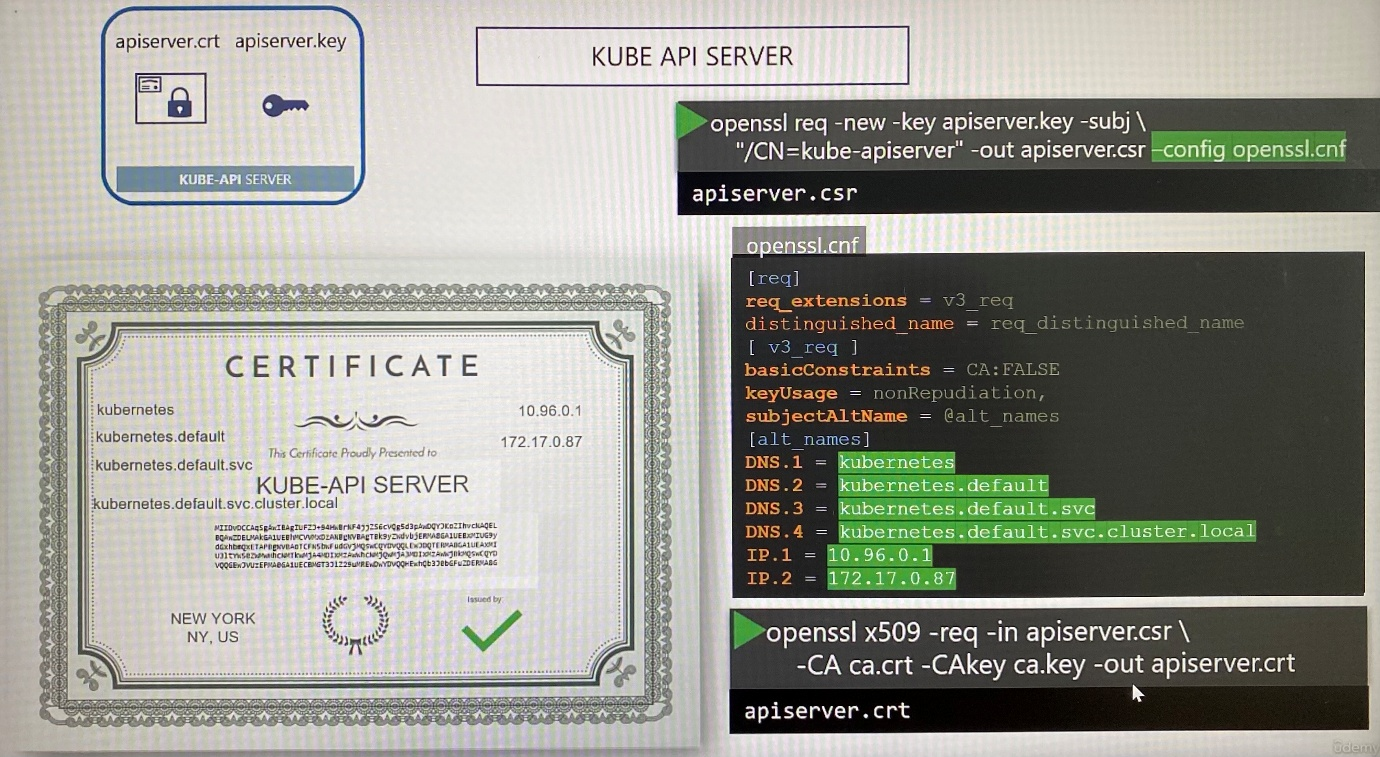 apiserver.crt apiserver.key
KUBE-API SERVER
KUBE API SERVER
openssl req -new -key apiserver.key -subj \
"/CN=kube-apiserver" -out apiserver.csr –config openssl.cnf
apiserver.csr
openssl.cnf
[req]
req_extensions = v3_req
distinguished_name = req_distinguished_name
[ v3_req ]
basicConstraints = CA:FALSE
keyUsage = nonRepudiation,
subjectAltName = @alt_names
[alt_names]
DNS.1 = kubernetes
DNS.2 = kubernetes.default
DNS.3 = kubernetes.default.svc
DNS.4 = kubernetes.default.svc.cluster.local
IP.1 = 10.96.0.1
IP.2 = 172.17.0.87
openssl x509 -req -in apiserver.csr \
-CA ca.crt -CAkey ca.key -out apiserver.crt
apiserver.crt
CERTIFICATE
kubernetes
10.96.0.1
kubernetes.default
172.17.0.87
This Certificate Proudly Presented to
kubernetes.default.svc
KUBE-API SERVER
kubernetes.default.svc.cluster.local
Issued by
NEW YORK
NY, US
ûdemy